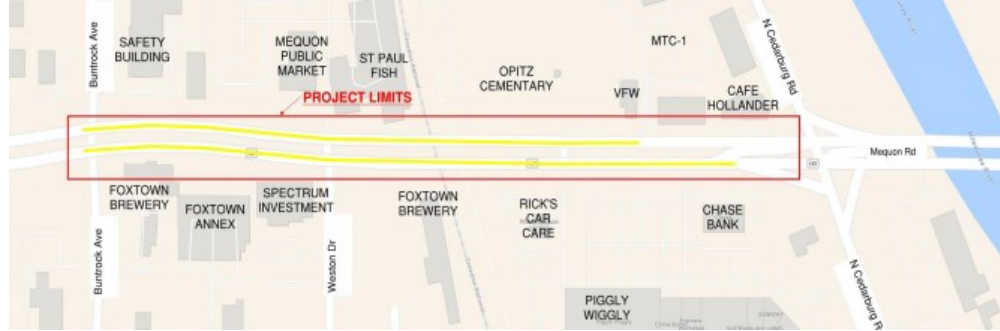 Buntrock Ave
SAFETY
BUILDING
MEQUON
PUBLIC
MARKET
ST PAUL
FISH
PROJECT LIMITS
OPITZ
CEMENTARY
VFW
MTC-1
CAFE
HOLLANDER
N Cedarburg Rd
Mequon Rd
FOXTOWN
BREWERY
FOXTOWN
ANNEX
SPECTRUM
INVESTMENT
FOXTOWN
BREWERY
RICK'S
CAR
CARE
CHASE
BANK
Buntrock Ave
Weston Dr
PIGGLY
WIGGLY
N Cedarburg R